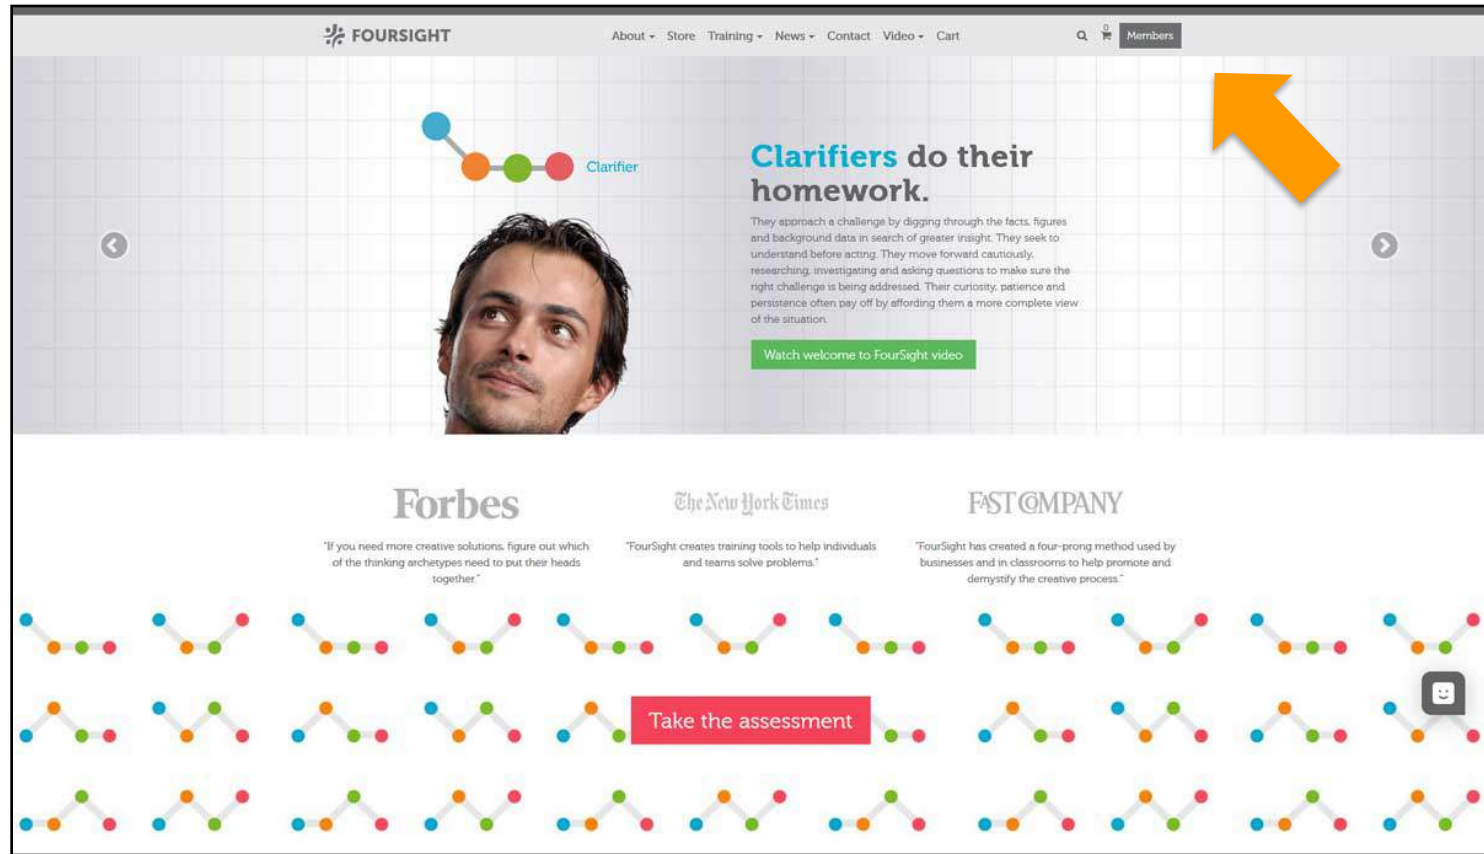 FOURSIGHT
About Store Training News Contact Video Cart
0
Members
Clarifier
Clarifiers do their
homework.
They approach a challenge by digging through the facts, figures
and background data in search of greater insight. They seek to
understand before acting. They move forward cautiously,
researching, investigating and asking questions to make sure the
right challenge is being addressed. Their curiosity, patience and
persistence often pay off by affording them a more complete view
of the situation.
Watch welcome to FourSight video
Forbes
"If you need more creative solutions, figure out which
of the thinking archetypes need to put their heads
together."
The New York Times
"FourSight creates training tools to help individuals
and teams solve problems."
FAST COMPANY
"FourSight has created a four-prong method used by
businesses and in classrooms to help promote and
demystify the creative process."
Take the assessment